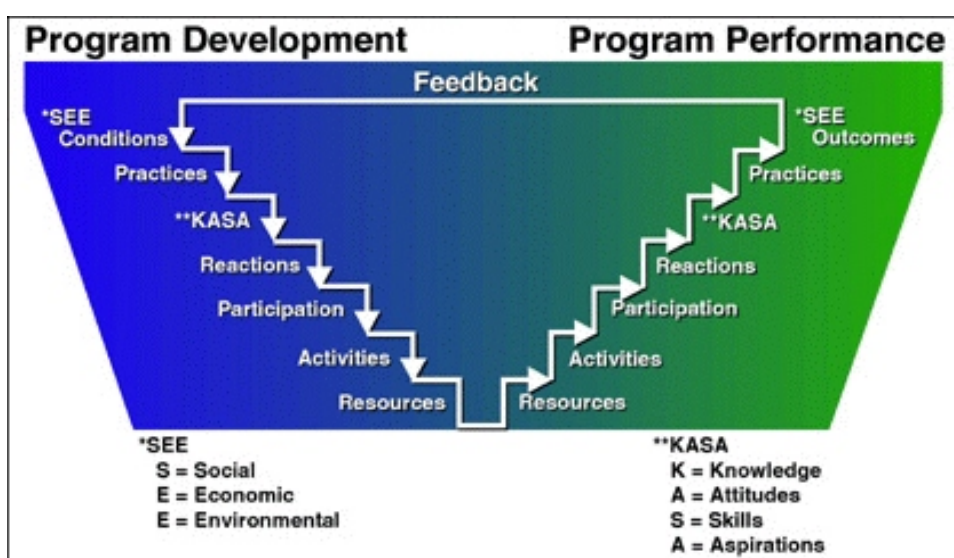 Program Development
Program Performance
Feedback
*SEE
Conditions
Practices
**KASA
Reactions
Participation
Activities
Resources
*SEE
Outcomes
Practices
**KASA
Reactions
Participation
Activities
Resources
*SEE
S = Social
E = Economic
E = Environmental
**KASA
K = Knowledge
A = Attitudes
S = Skills
A = Aspirations